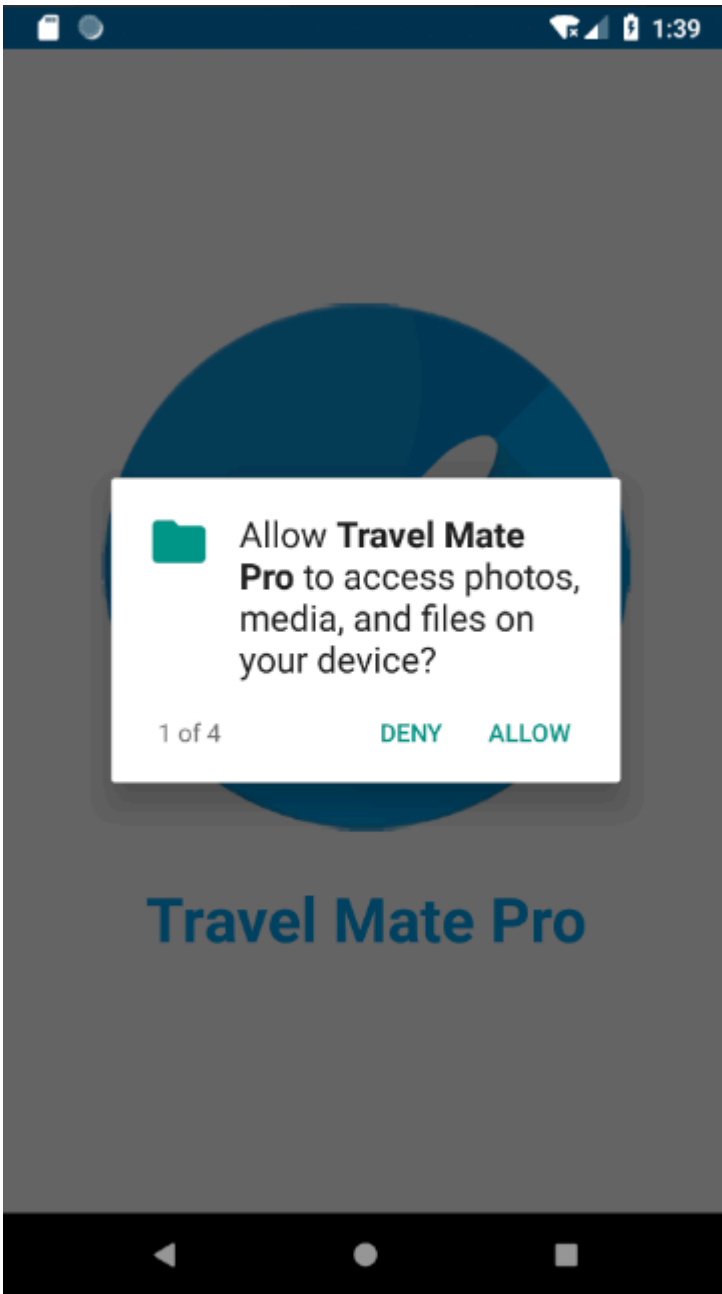 1:39
Allow Travel Mate
Pro to access photos,
media, and files on
your device?
1 of 4
DENY ALLOW
Travel Mate Pro